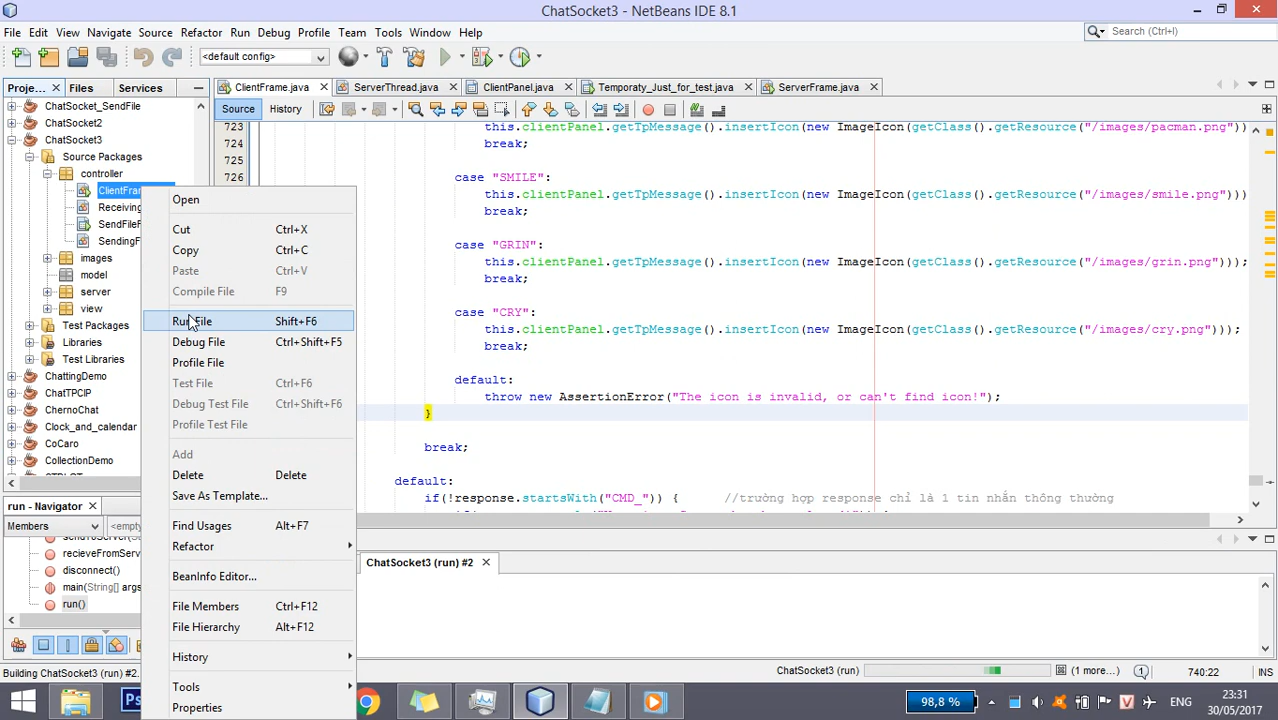 ChatSocket3 - NetBeans IDE 8.1
File Edit View Navigate Source Refactor Run Debug Profile Team Tools Window Help
Search (Ctrl+I)
<default config>
Proje... Files Services
ClientFrame.java ServerThread.java ClientPanel.java Temporaty_Just_for_test.java ServerFrame.java
Source History
ChatSocket_SendFile
ChatSocket2
ChatSocket3
Source Packages
controller
ClientFram
Receiving
SendFileF
SendingF
images
model
server
view
Test Packages
Libraries
Test Libraries
ChattingDemo
ChatTPCIP
ChernoChat
Clock_and_calendar
CoCaro
CollectionDemo
723 this.clientPanel.getTpMessage().insertIcon(new ImageIcon(getClass().getResource("/images/pacman.png"))
724 break;
725
726 case "SMILE":
this.clientPanel.getTpMessage().insertIcon(new ImageIcon(getClass().getResource("/images/smile.png")))
break;
case "GRIN":
this.clientPanel.getTpMessage().insertIcon(new ImageIcon(getClass().getResource("/images/grin.png")));
break;
case "CRY":
this.clientPanel.getTpMessage().insertIcon(new ImageIcon(getClass().getResource("/images/cry.png")));
break;
default:
throw new AssertionError("The icon is invalid, or can't find icon!");
}
break;
default:
if(!response.startsWith("CMD_")) { //trường hợp response chỉ là 1 tin nhắn thông thường
Open
Cut Ctrl+X
Copy Ctrl+C
Paste Ctrl+V
Compile File F9
Run File Shift+F6
Debug File Ctrl+Shift+F5
Profile File
Test File Ctrl+F6
Debug Test File Ctrl+Shift+F6
Profile Test File
Add
Delete Delete
Save As Template...
Find Usages Alt+F7
Refactor
BeanInfo Editor...
File Members Ctrl+F12
File Hierarchy Alt+F12
History
Tools
Properties
run - Navigator
Members <empty>
recieveFromServ
disconnect()
main(String[] args
run()
ChatSocket3 (run) #2
Building ChatSocket3 (run) #2.
ChatSocket3 (run) (1 more...) 1 740:22 INS
Ps
98,8 %
V
ENG
23:31
30/05/2017